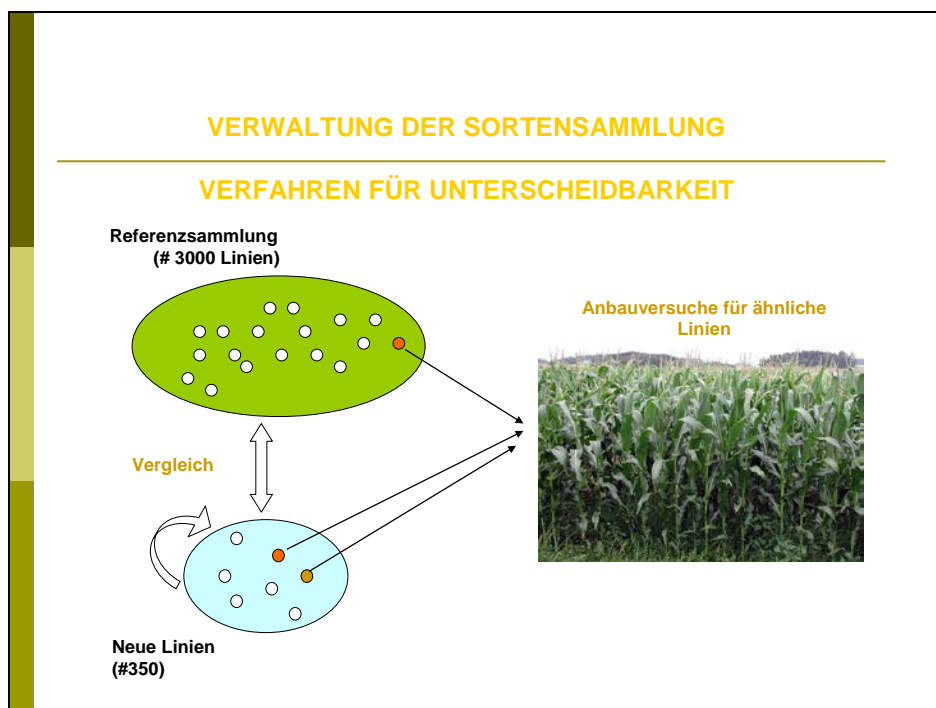 VERWALTUNG DER SORTENSAMMLUNG
VERFAHREN FÜR UNTERSCHEIDBARKEIT
Referenzsammlung
(# 3000 Linien)
Anbauversuche für ähnliche
Linien
Vergleich
Neue Linien
(#350)